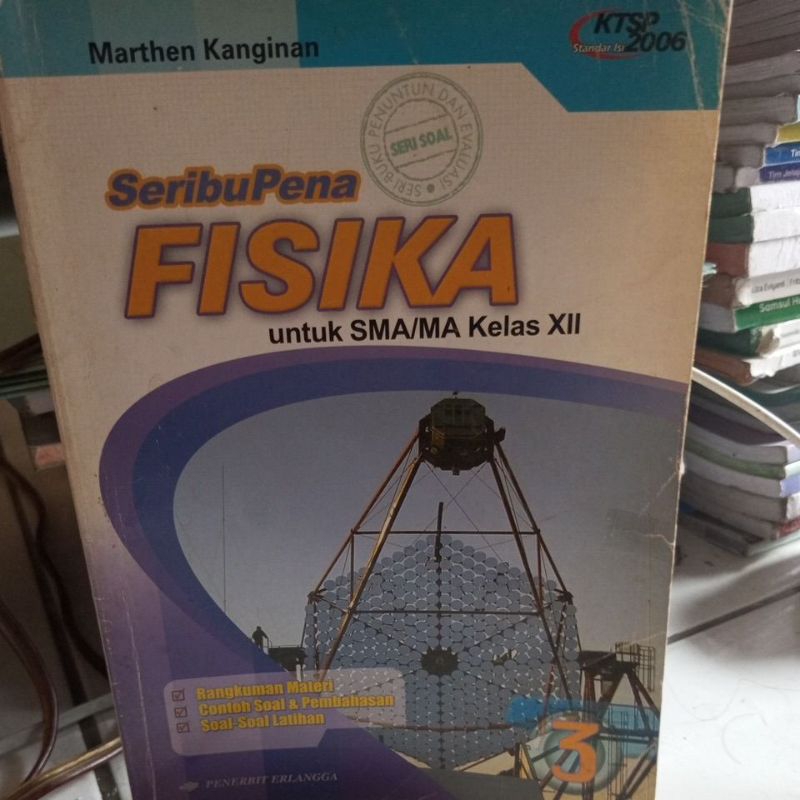 Marthen Kanginan
KTSP
Standar Isi 2006
SERI BUKU PENUNTUN DAN EVALUASI
SERI SOAL
SeribuPena
FISIKA
untuk SMA/MA Kelas XII
Rangkuman Materi
Contoh Soal & Pembahasan
Soal-Soal Latihan
3
PENERBIT ERLANGGA
Tim